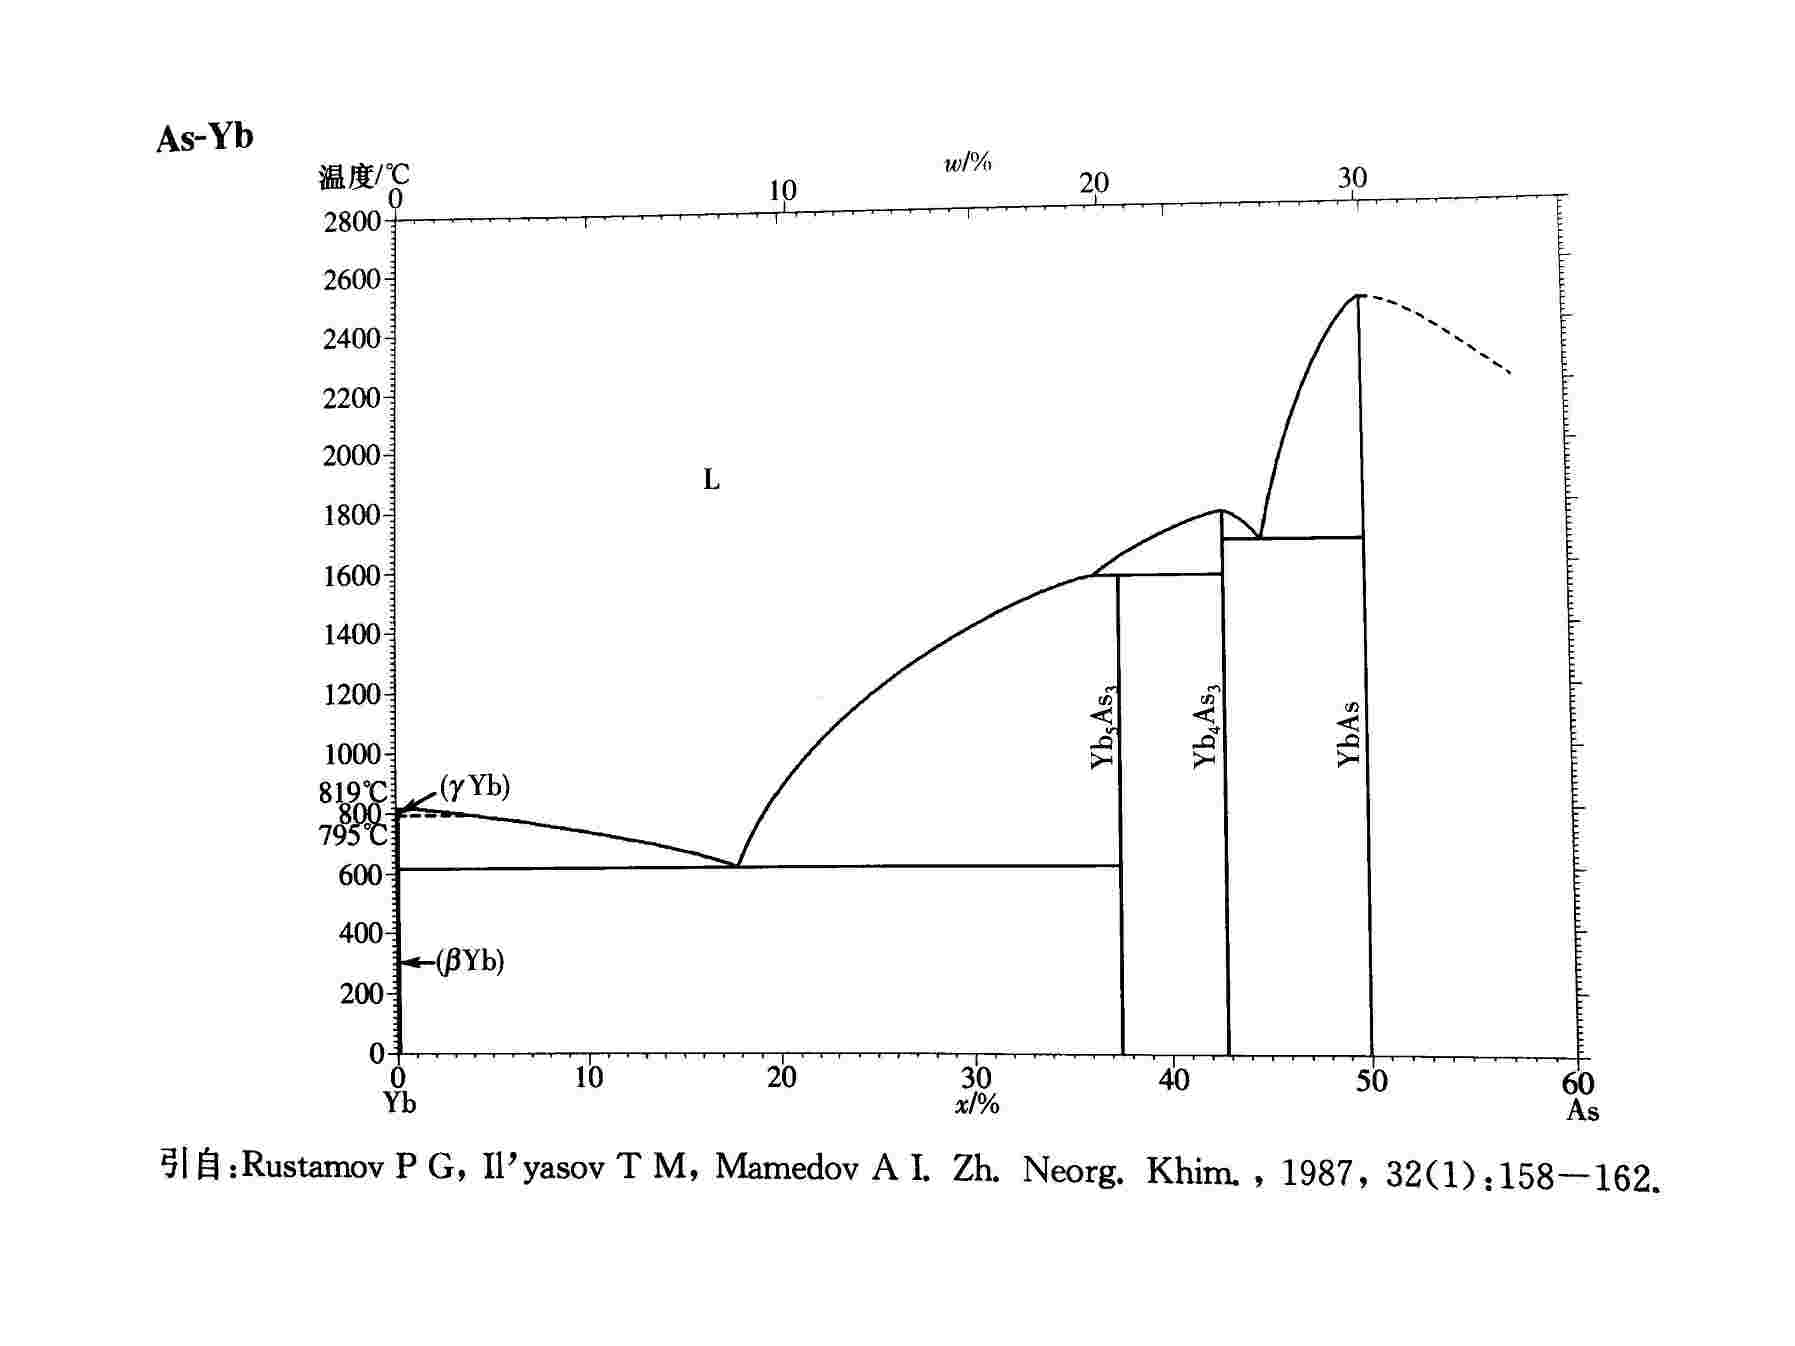 As-Yb
w/%
温度/℃
0 10 20 30
2800
2600
2400
2200
2000
L
1800
1600
1400
1200
Yb₅As₃
Yb₄As₃
YbAs
1000
819℃
(γYb)
800
795℃
600
400
(βYb)
200
0
0 10 20 30 40 50 60
Yb x/% As
引自:Rustamov P G, Il'yasov T M, Mamedov A I. Zh. Neorg. Khim., 1987, 32(1):158—162.